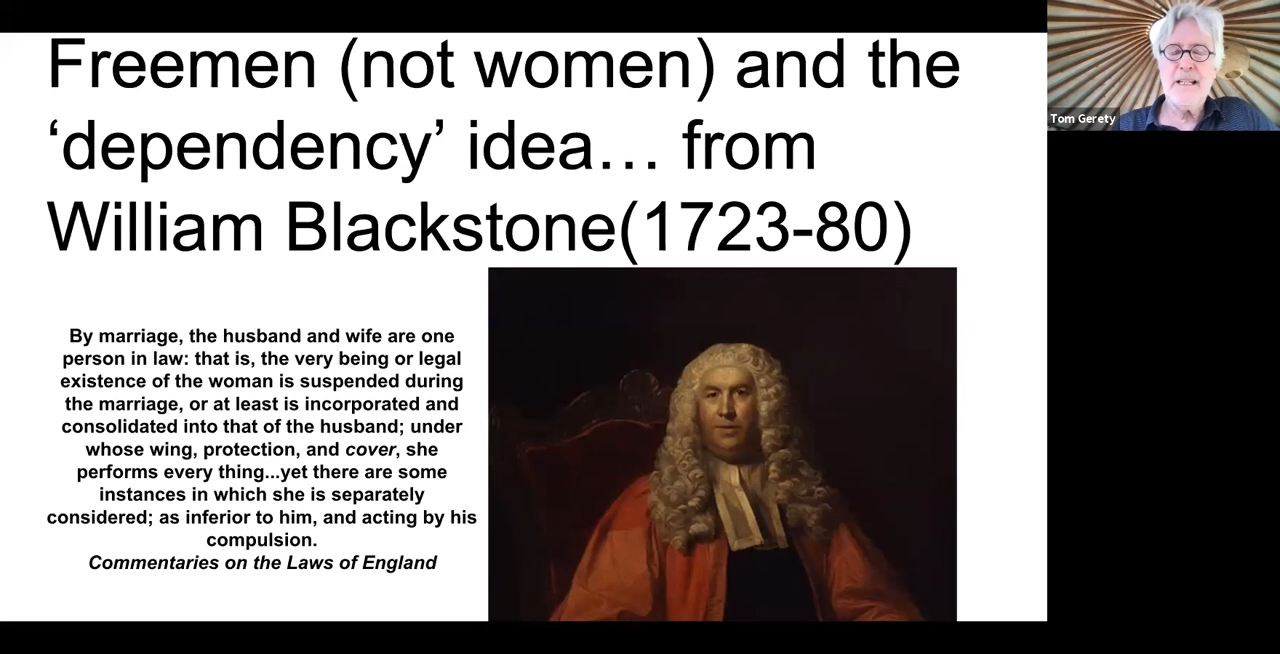 Freemen (not women) and the
‘dependency’ idea… from
William Blackstone(1723-80)
By marriage, the husband and wife are one
person in law: that is, the very being or legal
existence of the woman is suspended during
the marriage, or at least is incorporated and
consolidated into that of the husband; under
whose wing, protection, and cover, she
performs every thing...yet there are some
instances in which she is separately
considered; as inferior to him, and acting by his
compulsion.
Commentaries on the Laws of England
Tom Gerety